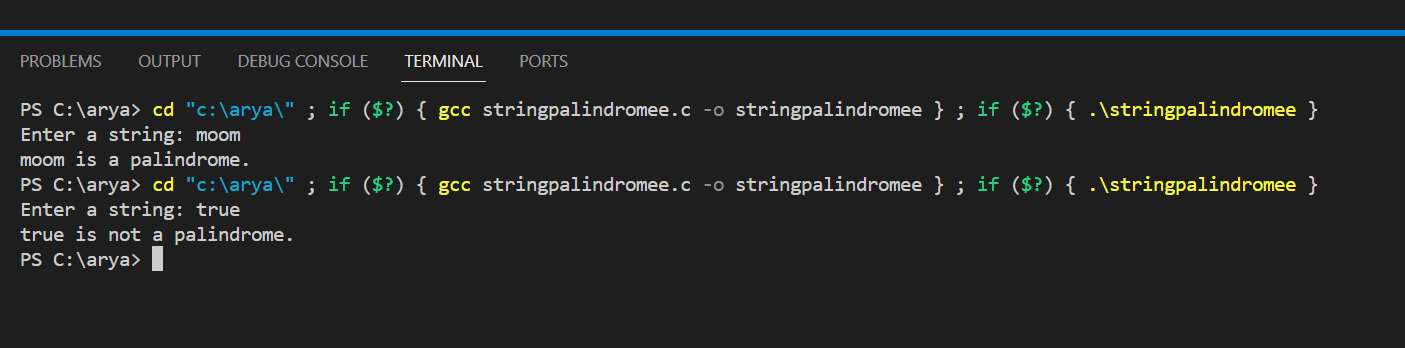 PROBLEMS OUTPUT DEBUG CONSOLE TERMINAL PORTS
PS C:\arya> cd "c:\arya\" ; if ($?) { gcc stringpalindromee.c -o stringpalindromee } ; if ($?) { .\stringpalindromee }
Enter a string: moom
moom is a palindrome.
PS C:\arya> cd "c:\arya\" ; if ($?) { gcc stringpalindromee.c -o stringpalindromee } ; if ($?) { .\stringpalindromee }
Enter a string: true
true is not a palindrome.
PS C:\arya>